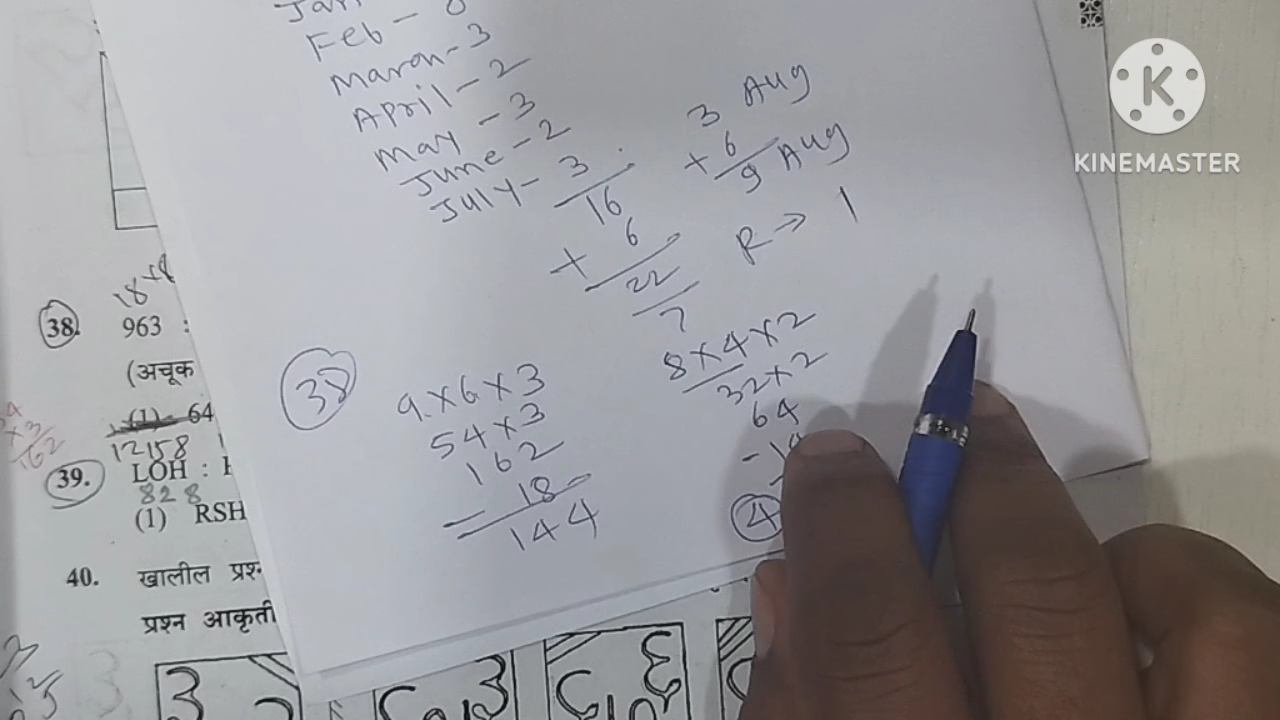 Feb -
March - 3
April - 2
May - 3
June - 2
July - 3
16
+ 6
22
7
3 Aug
+ 6
9 Aug
R → 1
KINEMASTER
38.
963 :
(अचूक
(1) 64
12158
39.
LOH :
828
(1) RSH
40. खालील
प्रश्न आकृती
38
9 × 6 × 3
54 × 3
162
- 18
144
8 × 4 × 2
32 × 2
64
4
× 3
162